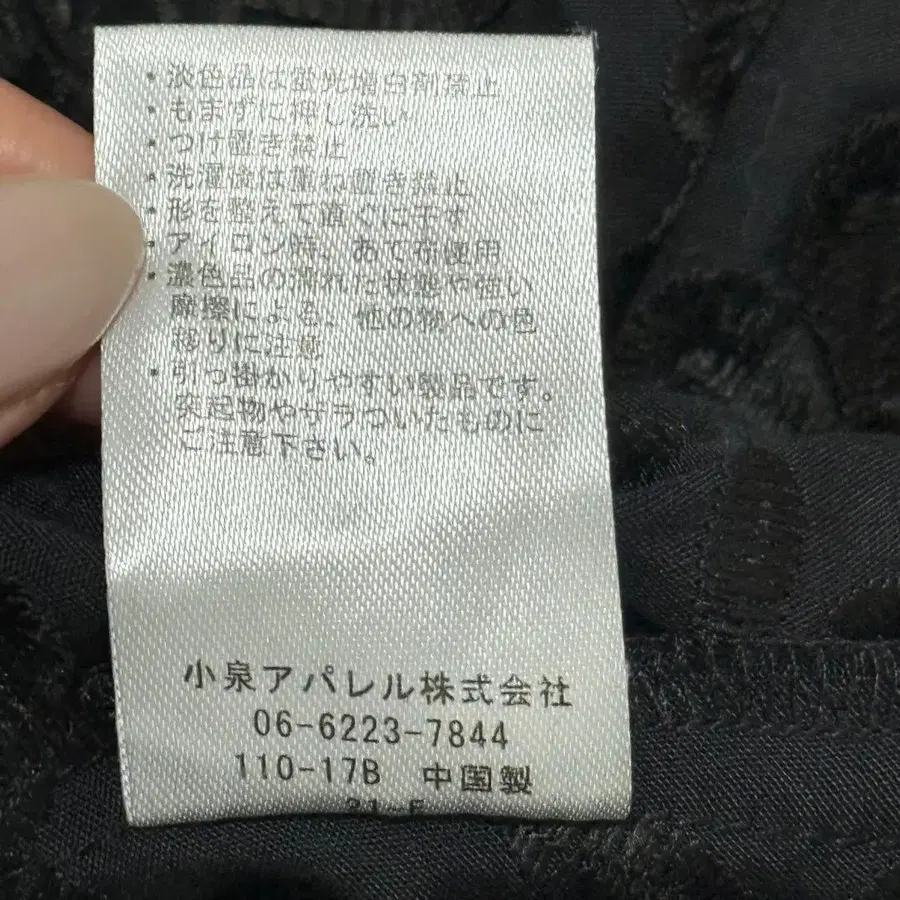 ・淡色品は蛍光増白剤禁止
・もまずに押し洗い
・つけ置き禁止
・洗濯後は重ね置き禁止
・形を整えて直ぐに干す
・アイロン時、あて布使用
・濃色品の濡れた状態や強い
摩擦による、他の物への色
移りに注意
・引っ掛かりやすい製品です。
突起物やザラついたものに
ご注意下さい。
小泉アパレル株式会社
06-6223-7844
110-17B 中国製